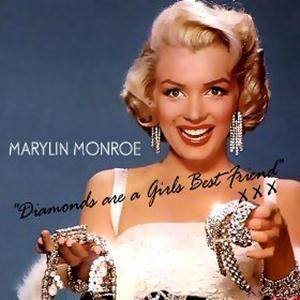 MARYLIN MONROE
"Diamonds are a Girls Best Friend"
XXX